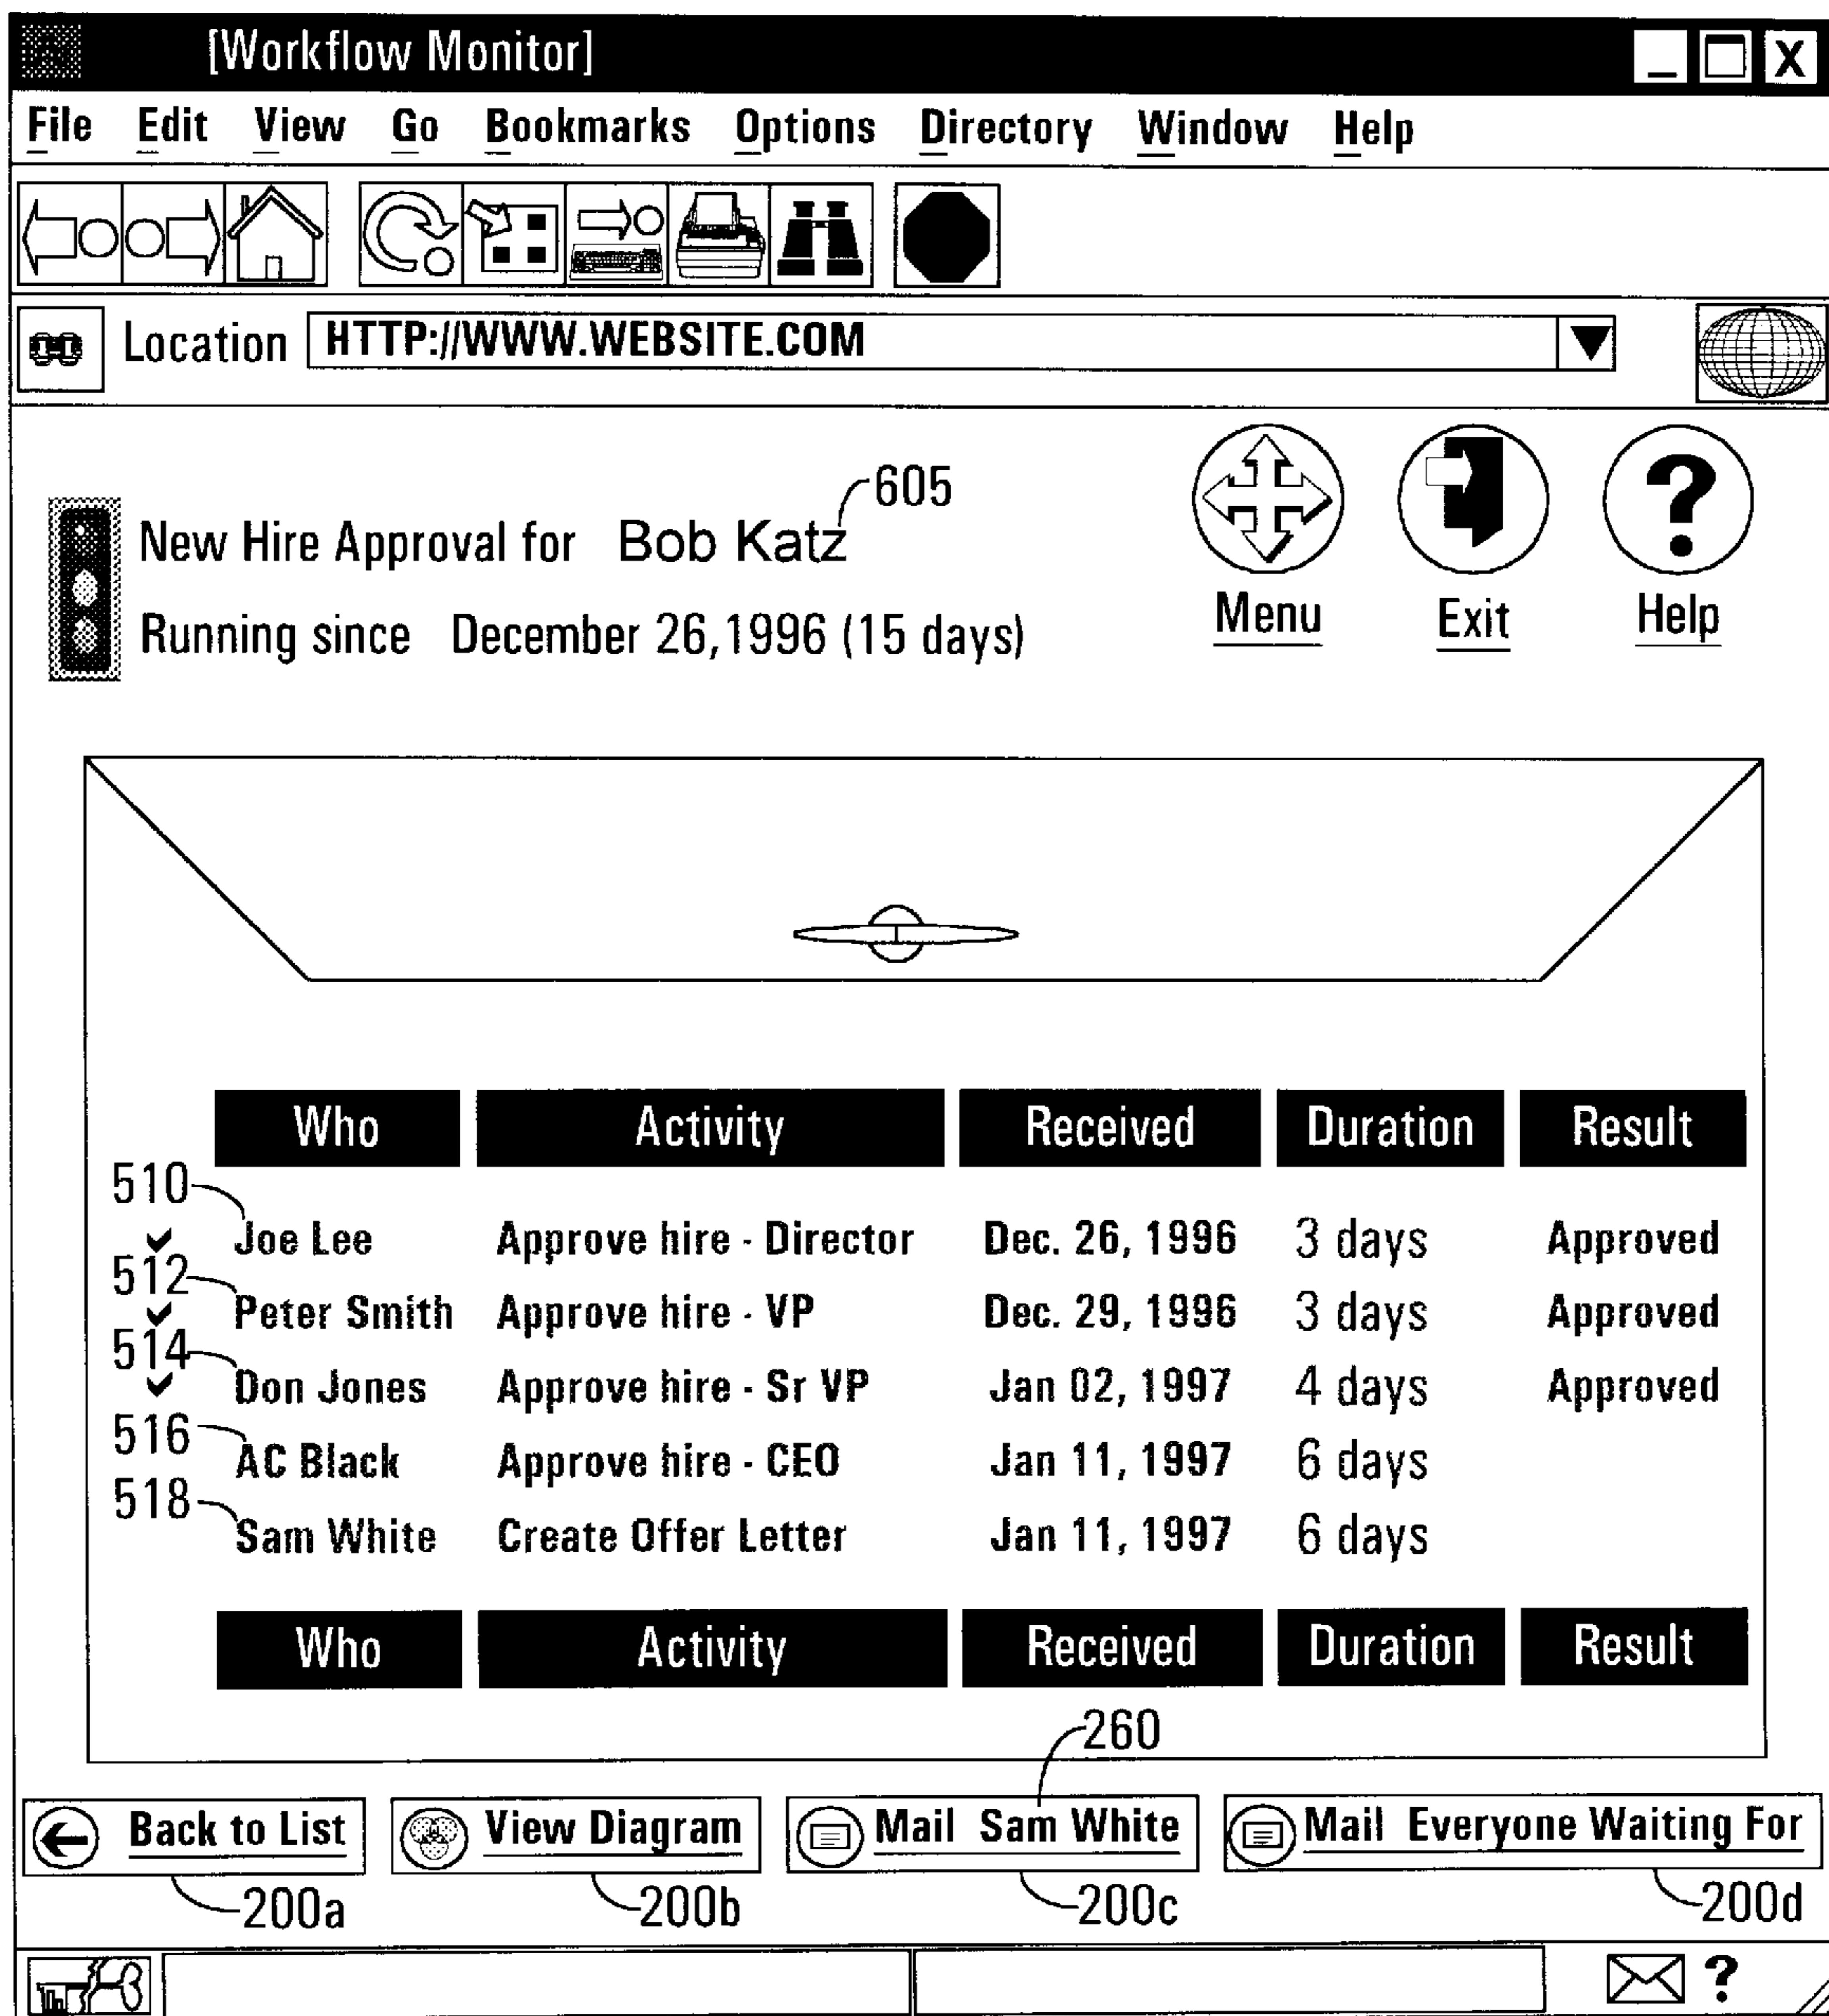 [Workflow Monitor] _ X
File Edit View Go Bookmarks Options Directory Window Help
Location HTTP://WWW.WEBSITE.COM
605
New Hire Approval for Bob Katz
Running since December 26,1996 (15 days)
Menu Exit Help
Who Activity Received Duration Result
510
Joe Lee Approve hire - Director Dec. 26, 1996 3 days Approved
512
Peter Smith Approve hire - VP Dec. 29, 1996 3 days Approved
514
Don Jones Approve hire - Sr VP Jan 02, 1997 4 days Approved
516
AC Black Approve hire - CEO Jan 11, 1997 6 days
518
Sam White Create Offer Letter Jan 11, 1997 6 days
Who Activity Received Duration Result
260
Back to List View Diagram Mail Sam White Mail Everyone Waiting For
200a 200b 200c 200d
?